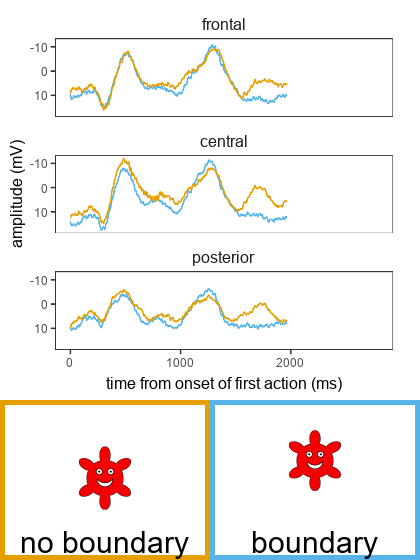 frontal
-10
0
10
central
-10
0
10
posterior
-10
0
10
amplitude (mV)
0 1000 2000
time from onset of first action (ms)
no boundary
boundary